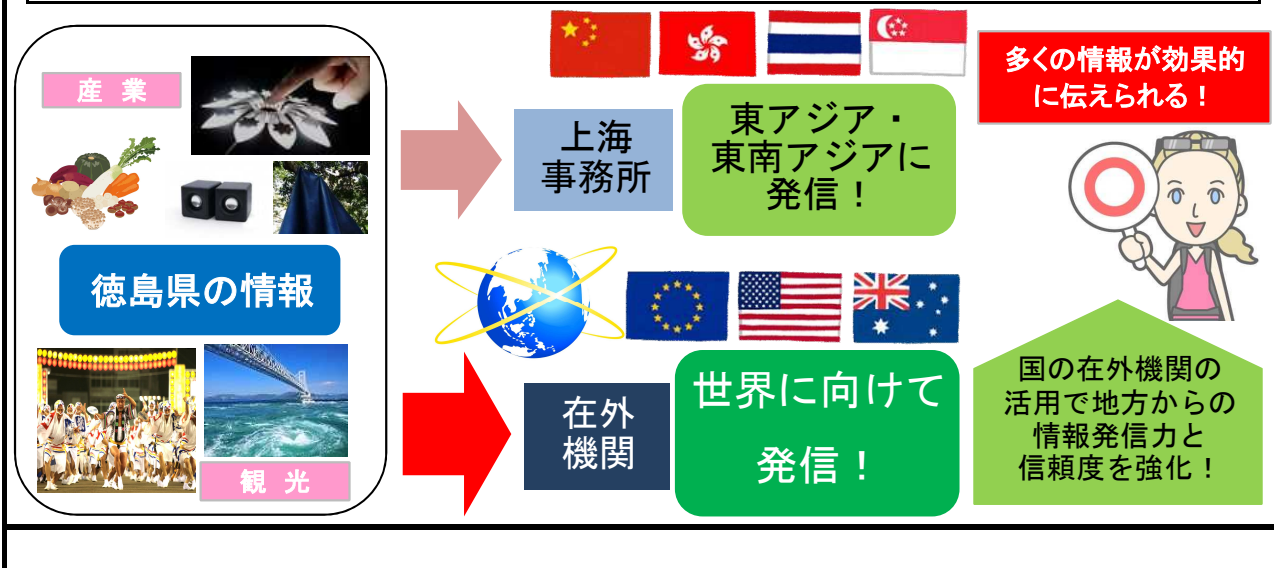 産 業
徳島県の情報
観 光
上海
事務所
東アジア・
東南アジアに
発信！
在外
機関
世界に向けて
発信！
多くの情報が効果的
に伝えられる！
国の在外機関の
活用で地方からの
情報発信力と
信頼度を強化！